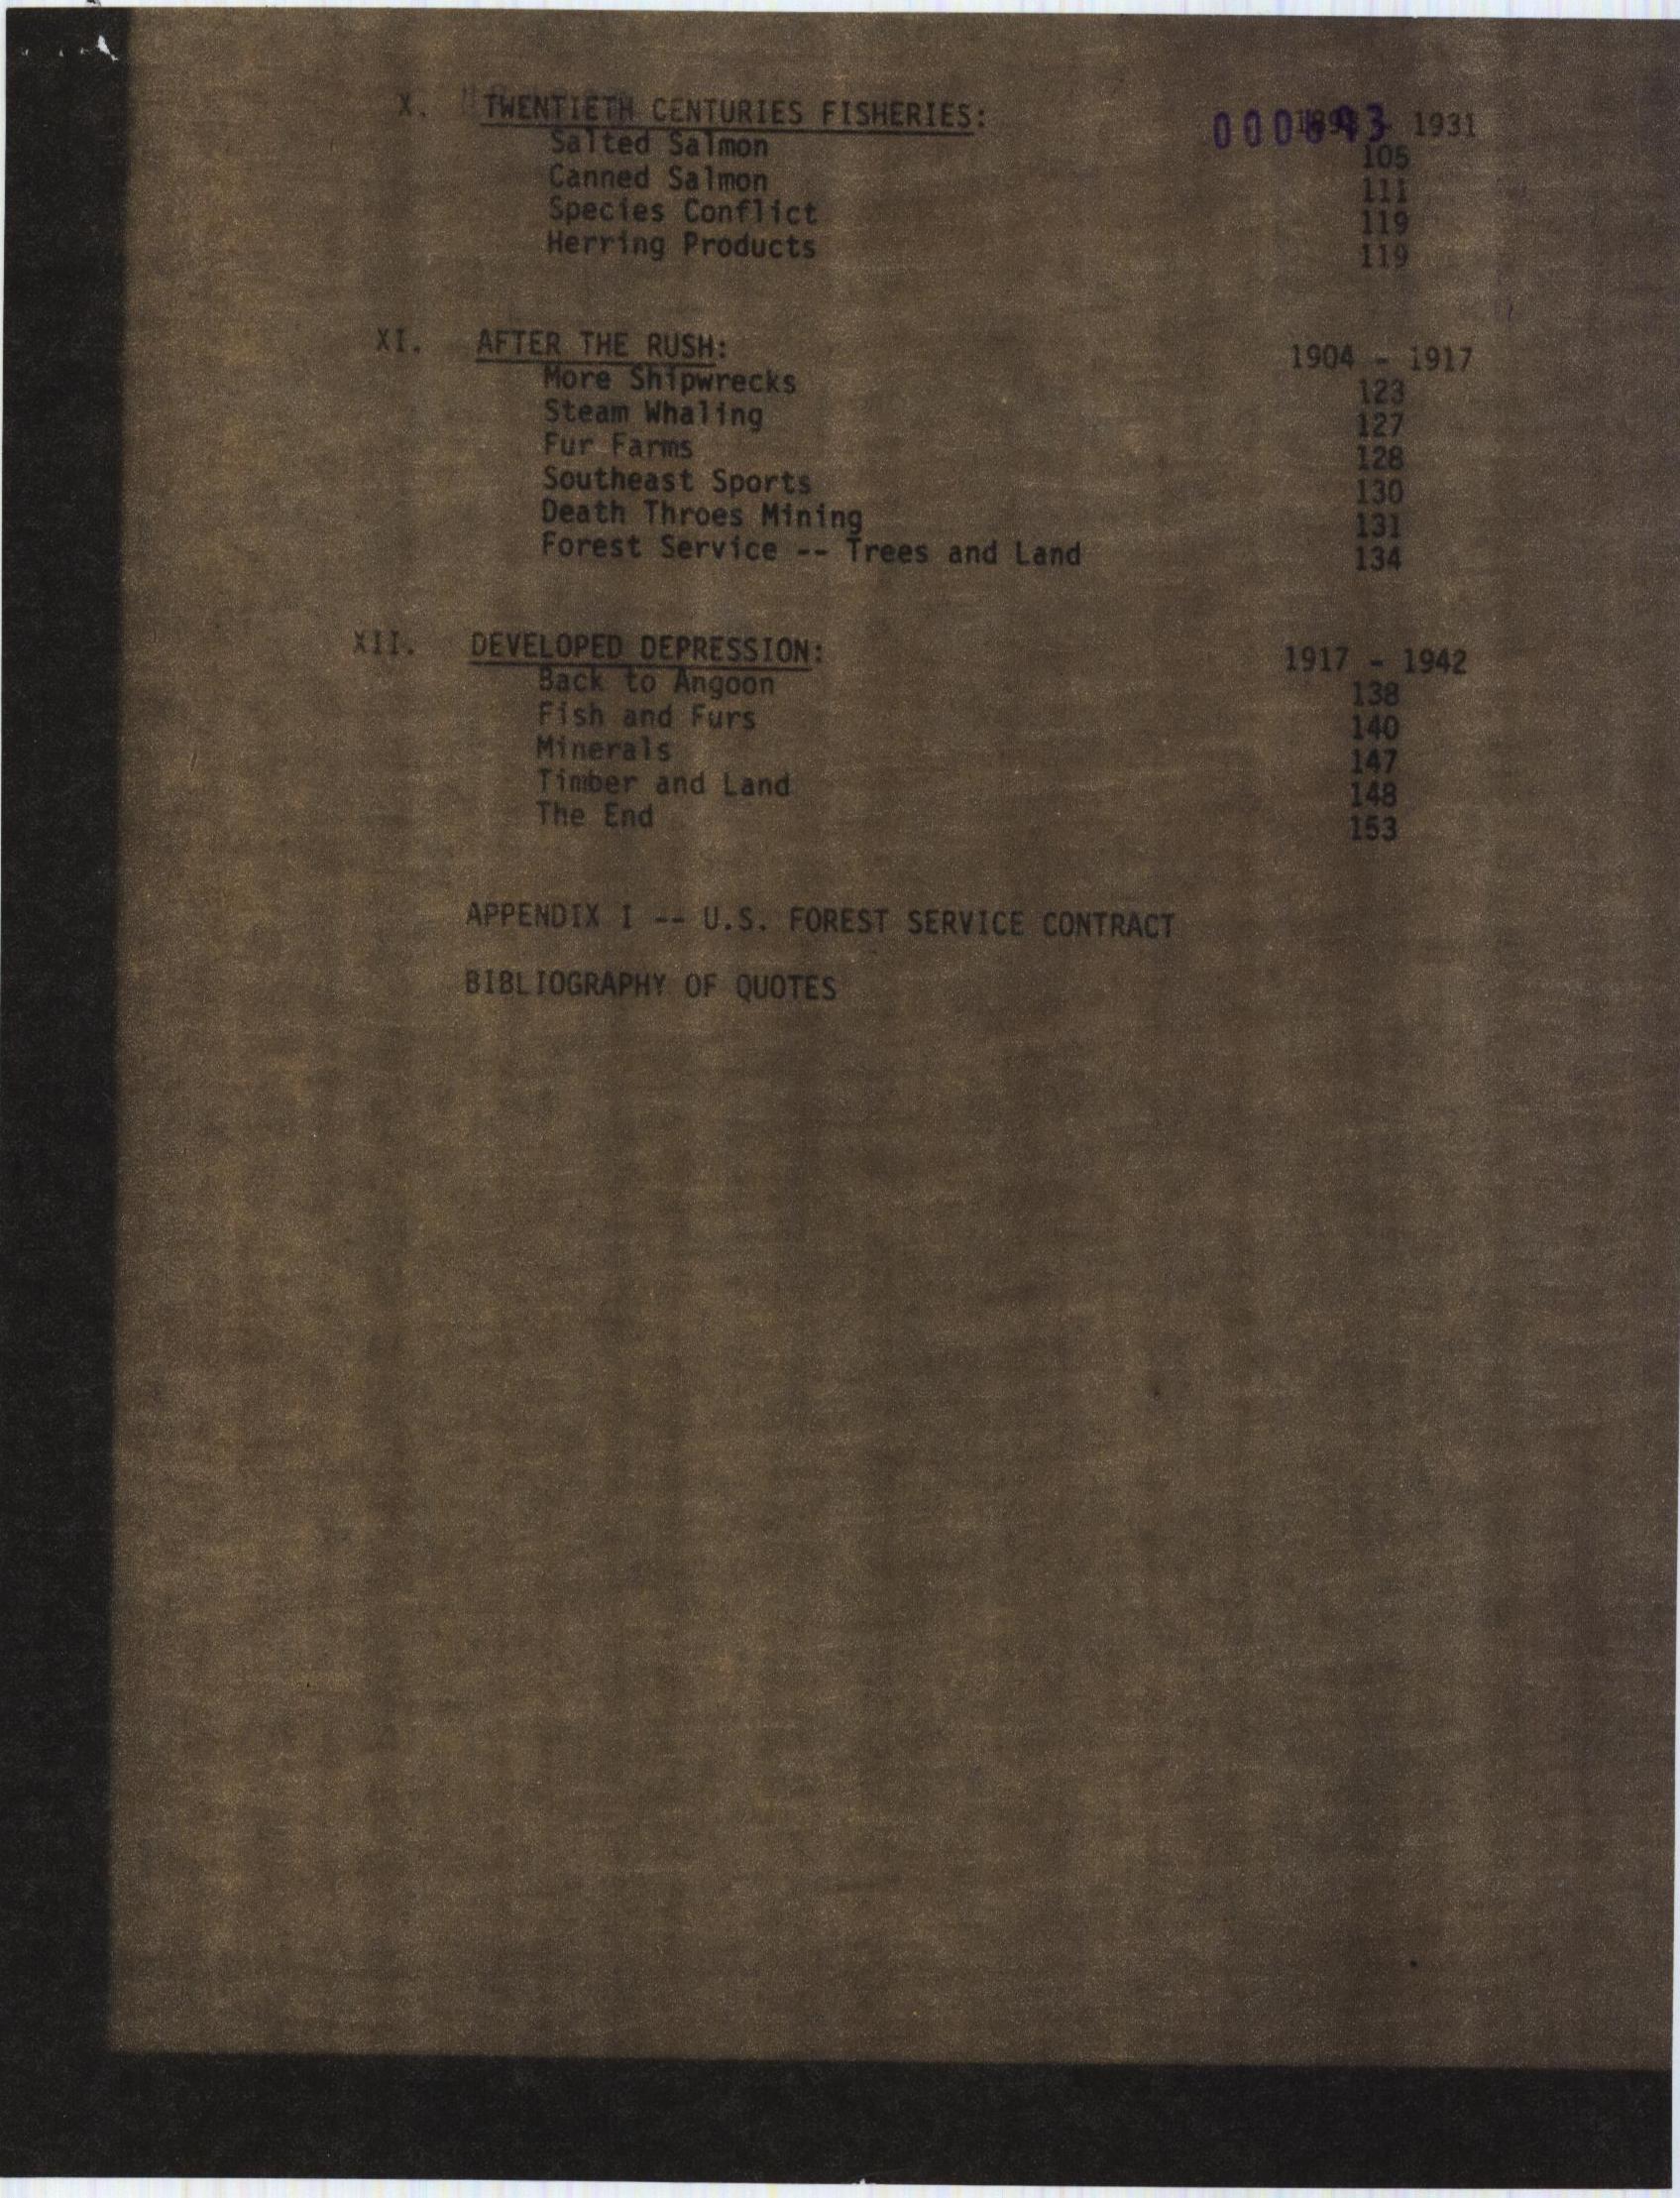 X. TWENTIETH CENTURIES FISHERIES: - 1931
Salted Salmon 105
Canned Salmon 111
Species Conflict 119
Herring Products 119
XI. AFTER THE RUSH: 1904 - 1917
More Shipwrecks 123
Steam Whaling 127
Fur Farms 128
Southeast Sports 130
Death Throes Mining 131
Forest Service -- Trees and Land 134
XII. DEVELOPED DEPRESSION: 1917 - 1942
Back to Angoon 138
Fish and Furs 140
Minerals 147
Timber and Land 148
The End 153
APPENDIX I -- U.S. FOREST SERVICE CONTRACT
BIBLIOGRAPHY OF QUOTES